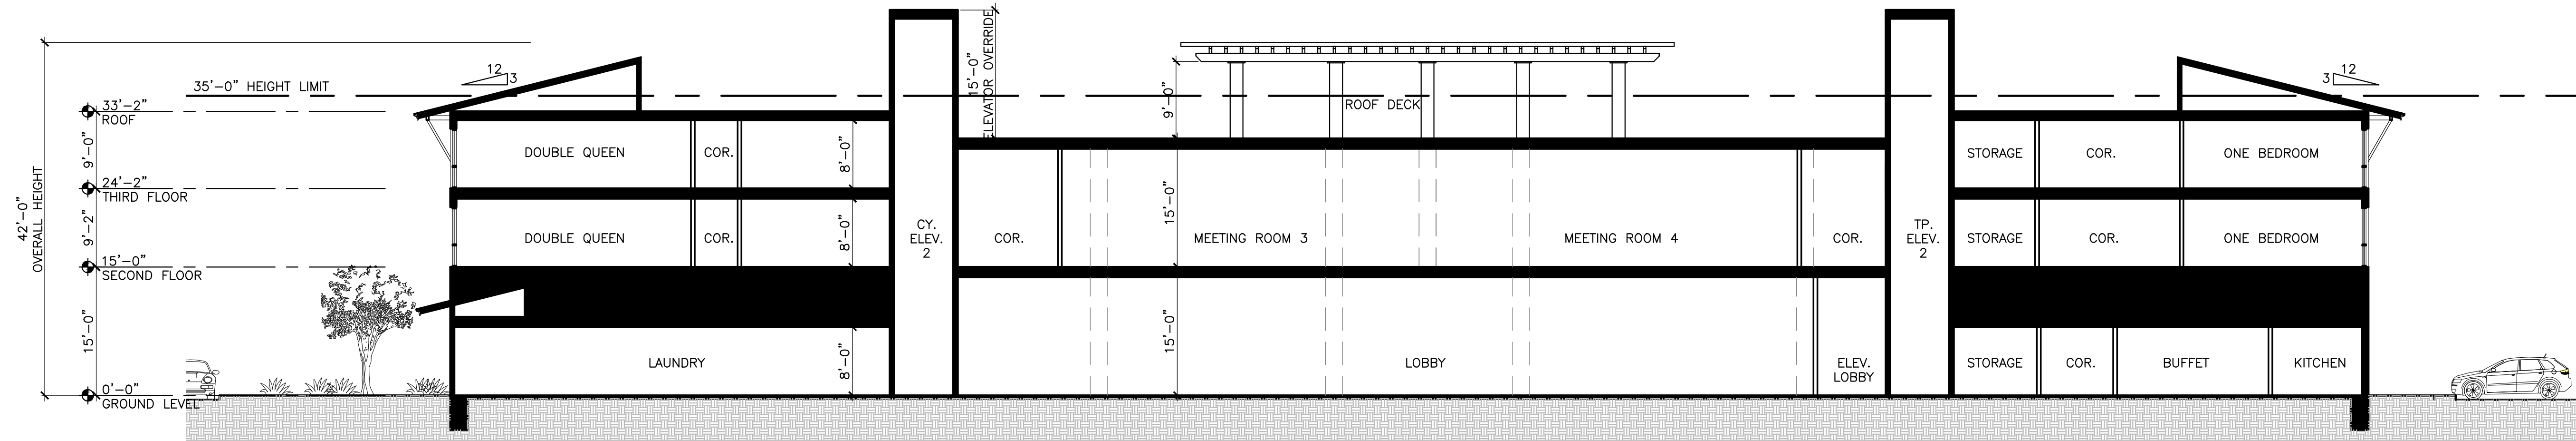 42'-0"
OVERALL HEIGHT
35'-0" HEIGHT LIMIT
33'-2"
ROOF
9'-0"
24'-2"
THIRD FLOOR
9'-2"
15'-0"
SECOND FLOOR
15'-0"
0'-0"
GROUND LEVEL
12
3
DOUBLE QUEEN
COR.
8'-0"
DOUBLE QUEEN
COR.
8'-0"
LAUNDRY
8'-0"
CY.
ELEV.
2
15'-0"
ELEVATOR OVERRIDE
9'-0"
ROOF DECK
COR.
15'-0"
MEETING ROOM 3
MEETING ROOM 4
COR.
15'-0"
LOBBY
ELEV.
LOBBY
TP.
ELEV.
2
12
3
STORAGE
COR.
ONE BEDROOM
STORAGE
COR.
ONE BEDROOM
STORAGE
COR.
BUFFET
KITCHEN